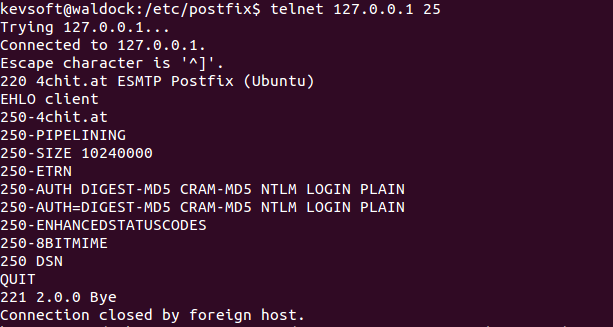 kevsoft@waldock:/etc/postfix$ telnet 127.0.0.1 25
Trying 127.0.0.1...
Connected to 127.0.0.1.
Escape character is '^]'.
220 4chit.at ESMTP Postfix (Ubuntu)
EHLO client
250-4chit.at
250-PIPELINING
250-SIZE 10240000
250-ETRN
250-AUTH DIGEST-MD5 CRAM-MD5 NTLM LOGIN PLAIN
250-AUTH=DIGEST-MD5 CRAM-MD5 NTLM LOGIN PLAIN
250-ENHANCEDSTATUSCODES
250-8BITMIME
250 DSN
QUIT
221 2.0.0 Bye
Connection closed by foreign host.